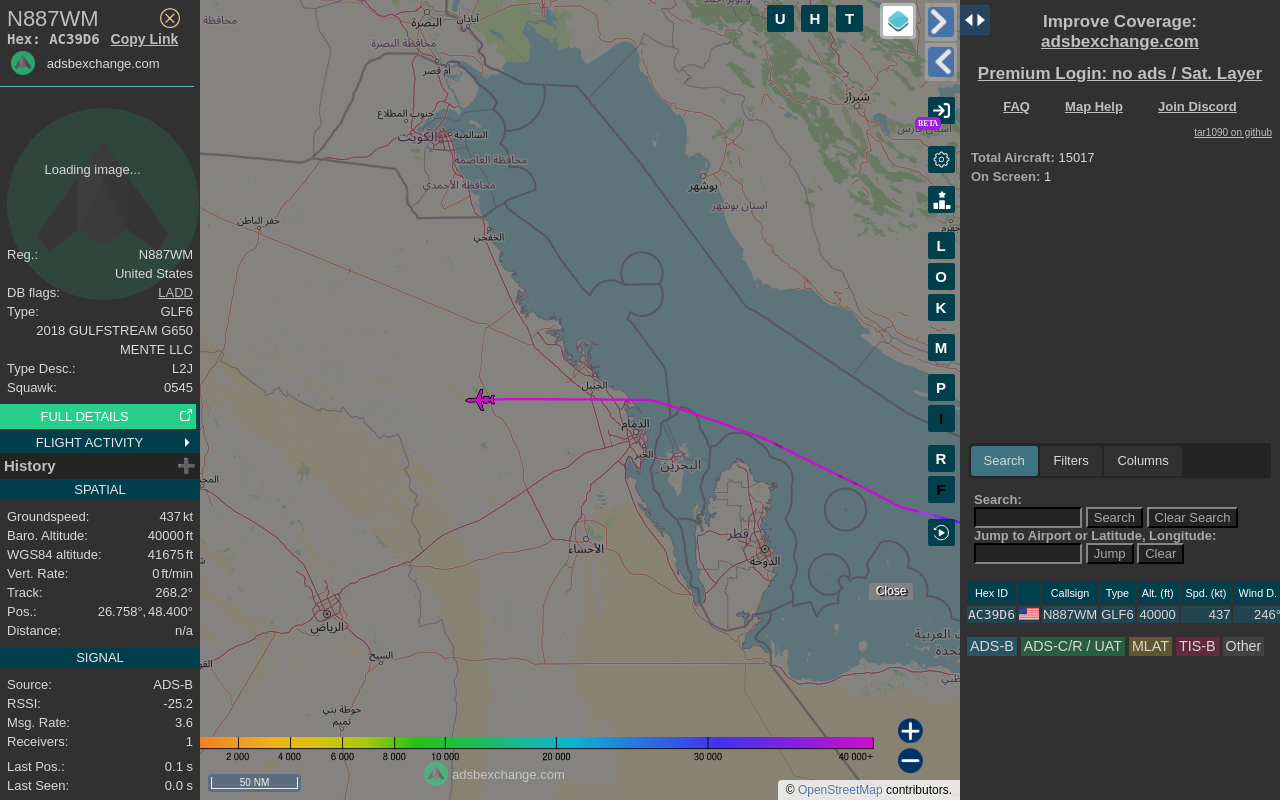 N887WM
Hex: AC39D6 Copy Link
adsbexchange.com
Loading image...
Reg.: N887WM
United States
DB flags: LADD
Type: GLF6
2018 GULFSTREAM G650
MENTE LLC
Type Desc.: L2J
Squawk: 0545
FULL DETAILS
FLIGHT ACTIVITY
History
SPATIAL
Groundspeed: 437 kt
Baro. Altitude: 40000 ft
WGS84 altitude: 41675 ft
Vert. Rate: 0 ft/min
Track: 268.2°
Pos.: 26.758°, 48.400°
Distance: n/a
SIGNAL
Source: ADS-B
RSSI: -25.2
Msg. Rate: 3.6
Receivers: 1
Last Pos.: 0.1 s
Last Seen: 0.0 s
محافظة
البصرة
آبادان
محافظة البصرة
أم قصر
شیراز
جنوب المطلاع
السالمية
الكويت
محافظة العاصمة
محافظة الأحمدي
بوشهر
استان بوشهر
حفر الباطن
الخفجي
جهرم
الجبيل
الدمام
الخبر
البحرين
قطر
الدوحة
الأحساء
الرياض
السيح
حوطة بني
تميم
U H T
BETA
L
O
K
M
P
I
R
F
Close
2 000 4 000 6 000 8 000 10 000 20 000 30 000 40 000+
adsbexchange.com
50 NM
© OpenStreetMap contributors.
Improve Coverage:
adsbexchange.com
Premium Login: no ads / Sat. Layer
FAQ Map Help Join Discord
tar1090 on github
Total Aircraft: 15017
On Screen: 1
Search Filters Columns
Search:
Search Clear Search
Jump to Airport or Latitude, Longitude:
Jump Clear
Hex ID Callsign Type Alt. (ft) Spd. (kt) Wind D.
AC39D6 N887WM GLF6 40000 437 246°
ADS-B ADS-C/R / UAT MLAT TIS-B Other